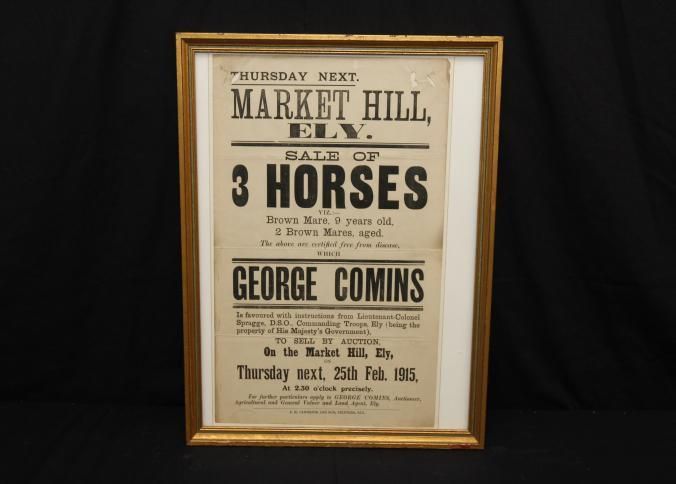 THURSDAY NEXT.
MARKET HILL,
ELY.
SALE OF
3 HORSES
VIZ.:—
Brown Mare, 9 years old,
2 Brown Mares, aged.
The above are certified free from disease,
WHICH
GEORGE COMINS
Is favoured with instructions from Lieutenant-Colonel
Spragge, D.S.O., Commanding Troops, Ely (being the
property of His Majesty's Government),
TO SELL BY AUCTION,
On the Market Hill, Ely,
ON
Thursday next, 25th Feb. 1915,
At 2.30 o'clock precisely.
For further particulars apply to GEORGE COMINS, Auctioneer,
Agricultural and General Valuer and Land Agent, Ely.
AND SON, PRINTERS, ELY.